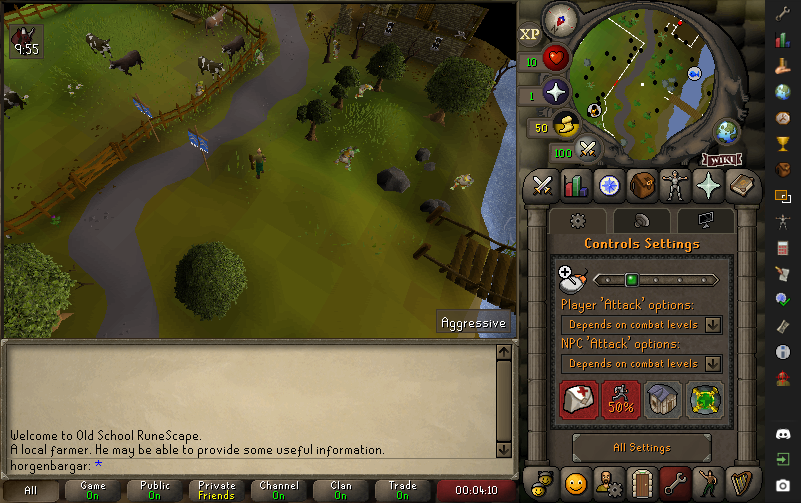 9:55
XP
10
1
50
100
WIKI
Controls Settings
Player 'Attack' options:
Depends on combat levels
NPC 'Attack' options:
Depends on combat levels
50%
All Settings
Aggressive
Welcome to Old School RuneScape.
A local farmer. He may be able to provide some useful information.
horgenbargar: *
All
Game
On
Public
On
Private
Friends
Channel
On
Clan
On
Trade
On
00:04:10